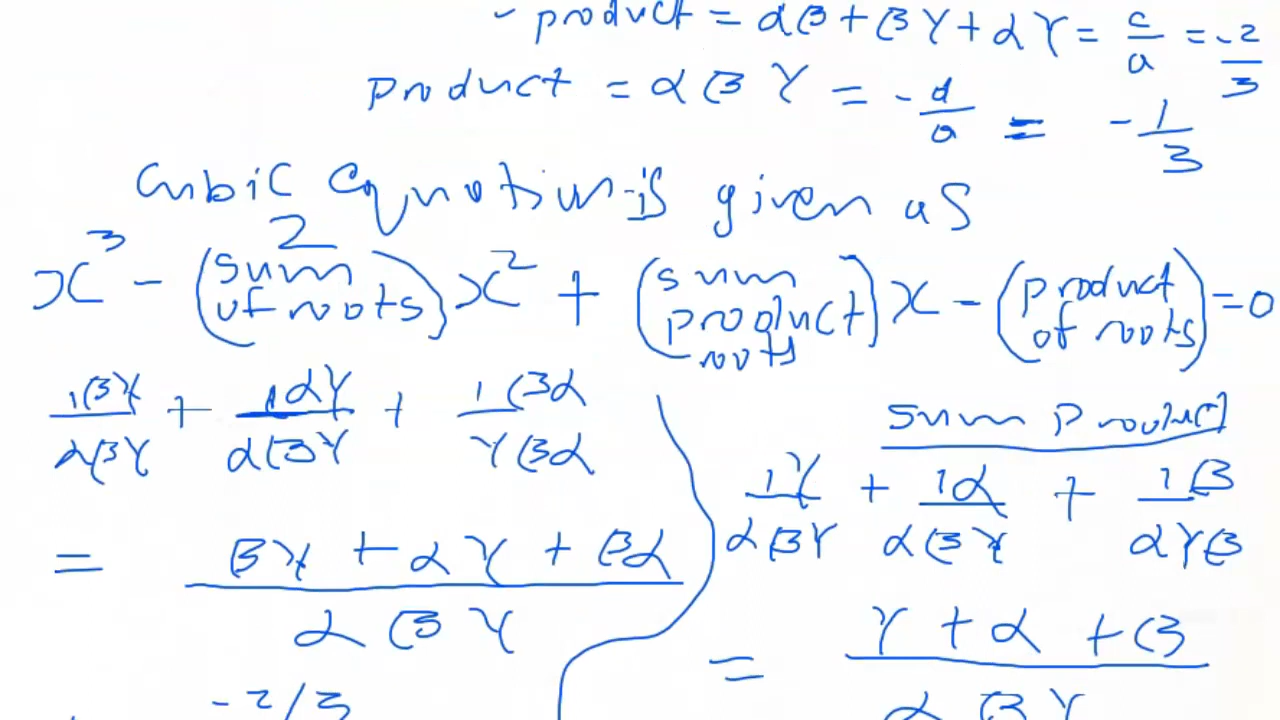 - product = αβ + βγ + αγ = c/a = -2/3
product = αβγ = -d/a = -1/3
Cubic equation is given as
2
x³ - (sum of roots)x² + (sum product roots)x - (product of roots) = 0
1βγ/αβγ + 1αγ/αβγ + 1βα/γβα
= βγ + αγ + βα / αβγ
-2/3
Sum Product
1γ/αβγ + 1α/αβγ + 1β/αγβ
= γ + α + β / αβγ